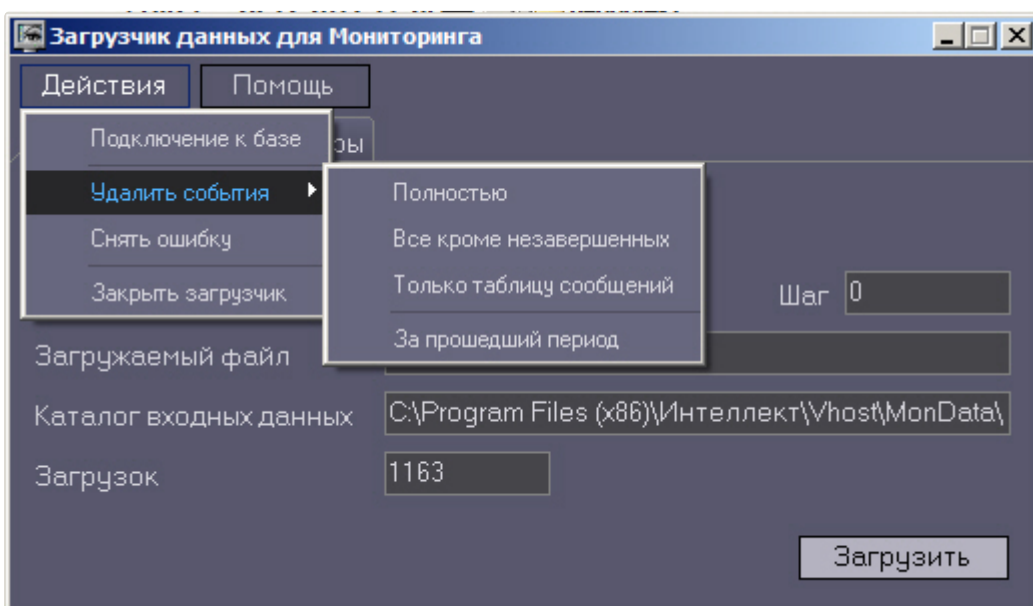 Загрузчик данных для Мониторинга
Действия Помощь
Подключение к базе
Удалить события
Снять ошибку
Закрыть загрузчик
Полностью
Все кроме незавершенных
Только таблицу сообщений
За прошедший период
Шаг 0
Загружаемый файл
Каталог входных данных C:\Program Files (x86)\Интеллект\Vhost\MonData\
Загрузок 1163
Загрузить